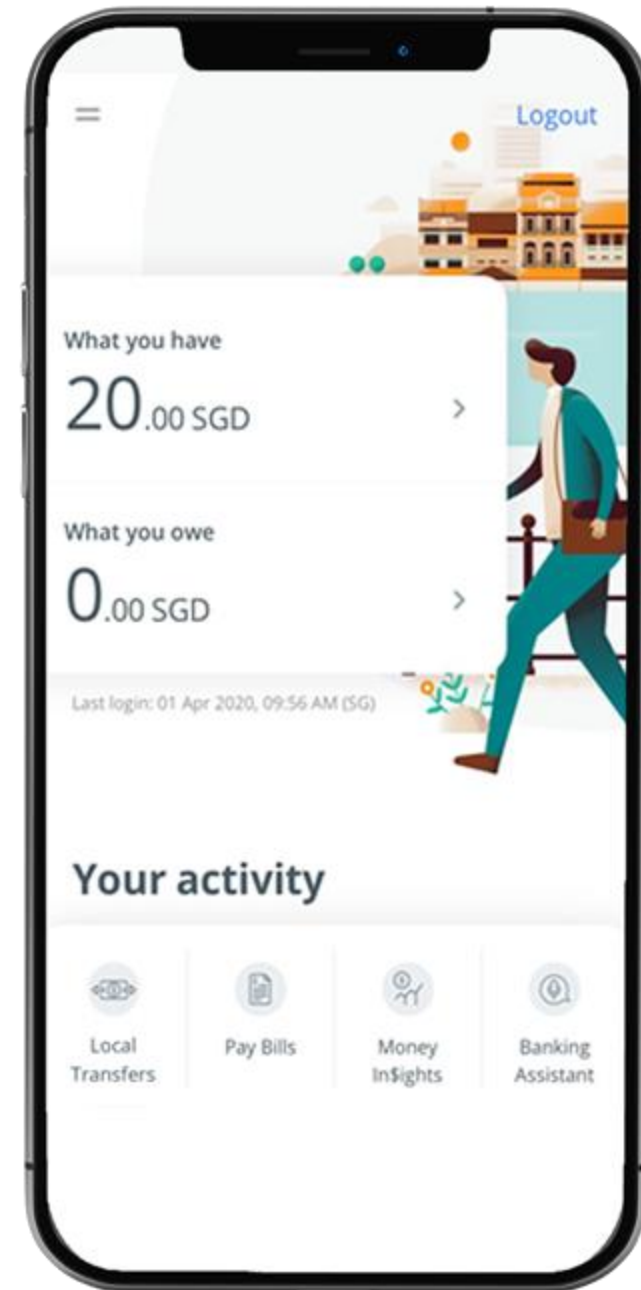 Logout
What you have
20.00 SGD
What you owe
0.00 SGD
Last login: 01 Apr 2020, 09:56 AM (SG)
Your activity
Local
Transfers
Pay Bills
Money
In$ights
Banking
Assistant